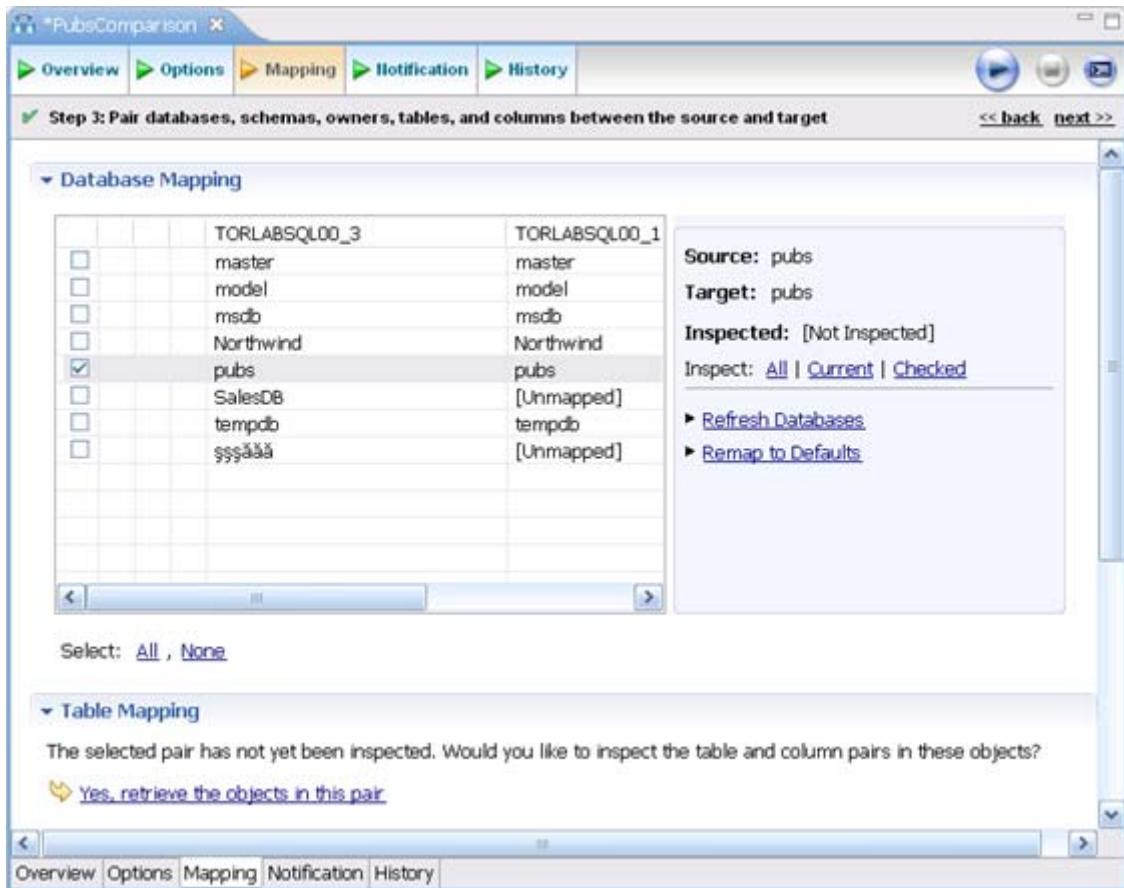 *PubsComparison
Overview Options Mapping Notification History
Step 3: Pair databases, schemas, owners, tables, and columns between the source and target << back next >>
Database Mapping
TORLABSQL00_3 TORLABSQL00_1
master master
model model
msdb msdb
Northwind Northwind
pubs pubs
SalesDB [Unmapped]
tempdb tempdb
şşşăăă [Unmapped]
Source: pubs
Target: pubs
Inspected: [Not Inspected]
Inspect: All | Current | Checked
Refresh Databases
Remap to Defaults
Select: All , None
Table Mapping
The selected pair has not yet been inspected. Would you like to inspect the table and column pairs in these objects?
Yes, retrieve the objects in this pair
Overview Options Mapping Notification History